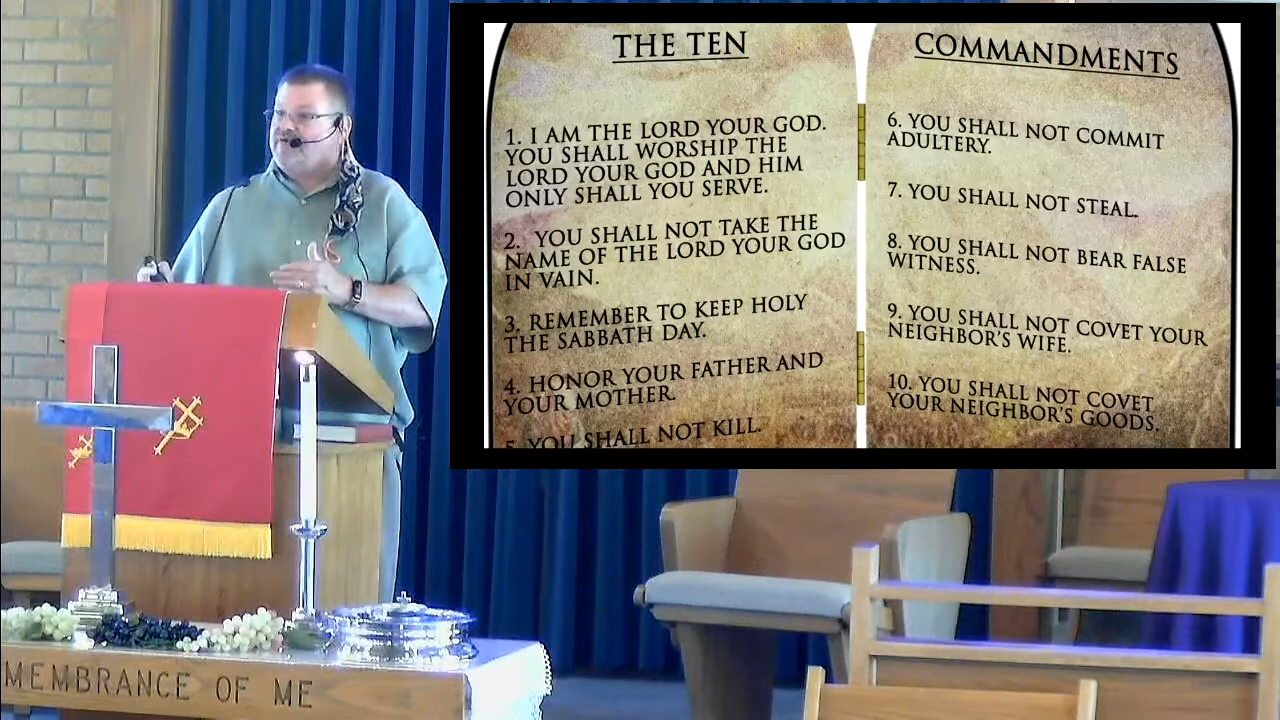 THE TEN
1. I AM THE LORD YOUR GOD.
YOU SHALL WORSHIP THE
LORD YOUR GOD AND HIM
ONLY SHALL YOU SERVE.
2. YOU SHALL NOT TAKE THE
NAME OF THE LORD YOUR GOD
IN VAIN.
3. REMEMBER TO KEEP HOLY
THE SABBATH DAY.
4. HONOR YOUR FATHER AND
YOUR MOTHER.
5. YOU SHALL NOT KILL.
COMMANDMENTS
6. YOU SHALL NOT COMMIT
ADULTERY.
7. YOU SHALL NOT STEAL.
8. YOU SHALL NOT BEAR FALSE
WITNESS.
9. YOU SHALL NOT COVET YOUR
NEIGHBOR'S WIFE.
10. YOU SHALL NOT COVET
YOUR NEIGHBOR'S GOODS.
MEMBRANCE OF ME